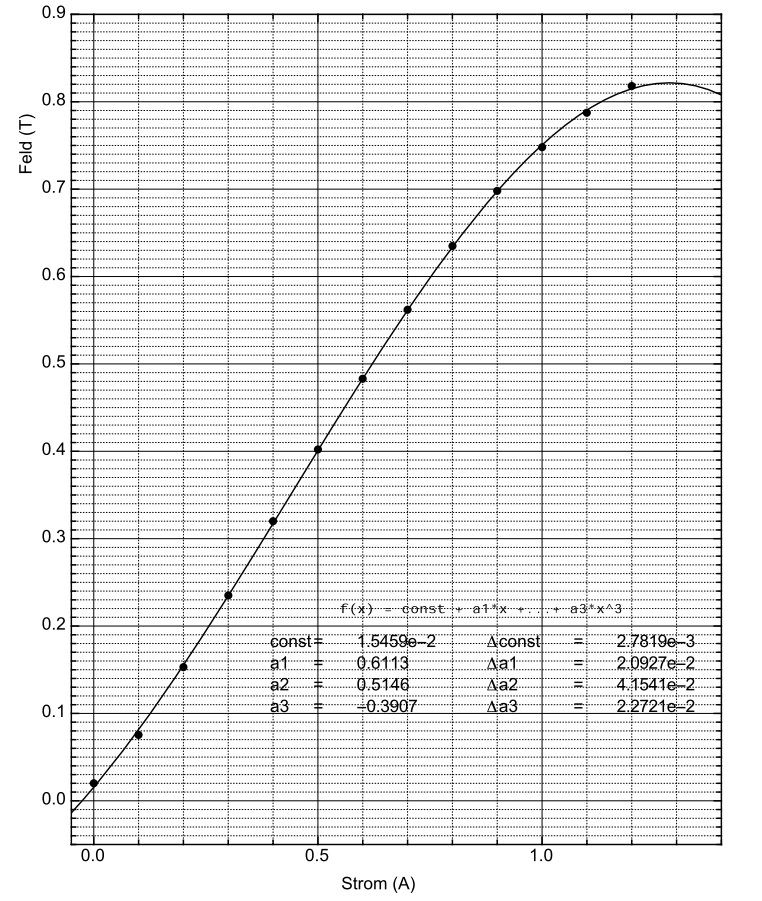 0.9
0.8
Feld (T)
0.7
0.6
0.5
0.4
0.3
f(x) = const + a1*x +...+ a3*x^3
0.2
const = 1.5459e−2 Δconst = 2.7819e−3
a1 = 0.6113 Δa1 = 2.0927e−2
a2 = 0.5146 Δa2 = 4.1541e−2
a3 = −0.3907 Δa3 = 2.2721e−2
0.1
0.0
0.0 0.5 1.0
Strom (A)